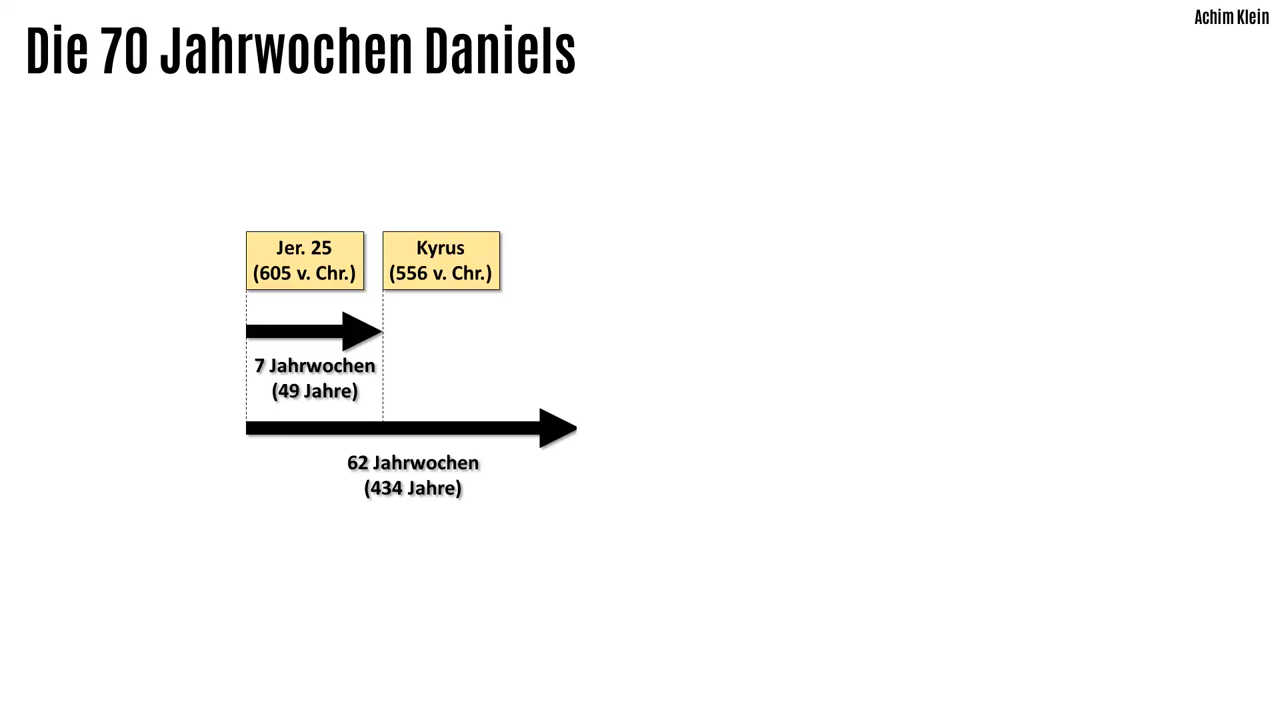 Achim Klein
Die 70 Jahrwochen Daniels
Jer. 25
(605 v. Chr.)
Kyrus
(556 v. Chr.)
7 Jahrwochen
(49 Jahre)
62 Jahrwochen
(434 Jahre)